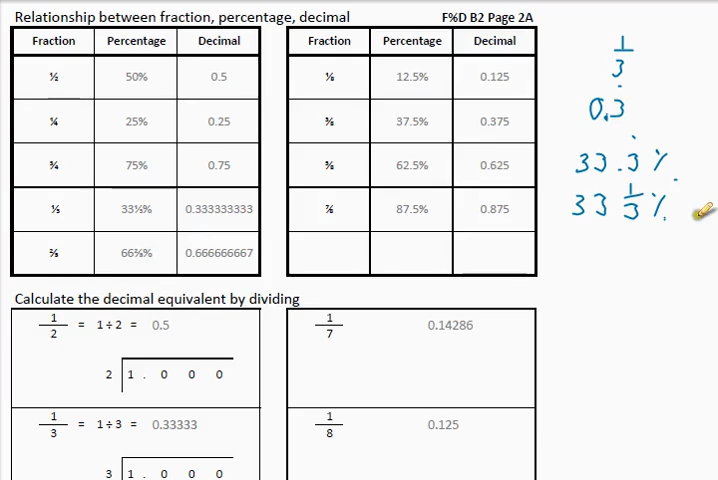 Relationship between fraction, percentage, decimal F%D B2 Page 2A
Fraction Percentage Decimal
½ 50% 0.5
¼ 25% 0.25
¾ 75% 0.75
⅓ 33⅓% 0.333333333
⅔ 66⅔% 0.666666667
Fraction Percentage Decimal
⅛ 12.5% 0.125
⅜ 37.5% 0.375
⅝ 62.5% 0.625
⅞ 87.5% 0.875
1/3
0.3̇
33.3̇%
33 1/3 %
Calculate the decimal equivalent by dividing
1/2 = 1÷2 = 0.5
2 1 . 0 0 0
1/3 = 1÷3 = 0.33333
3 1 . 0 0 0
1/7 0.14286
1/8 0.125